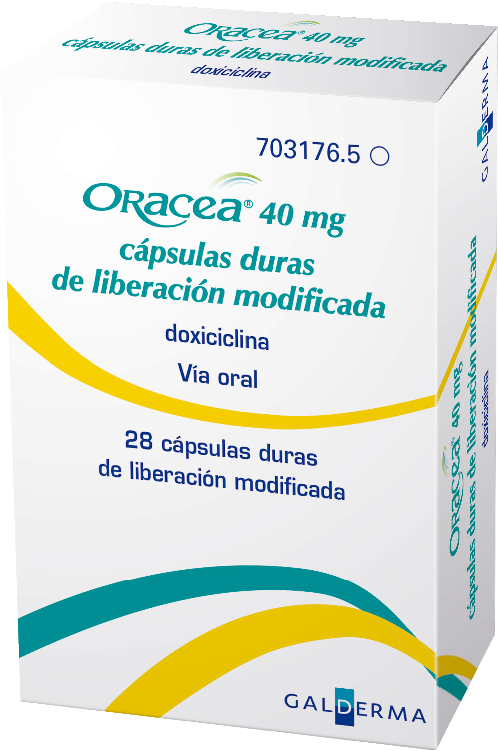 Oracea® 40 mg
cápsulas duras de liberación modificada
doxiciclina
GALDERMA
703176.5
Oracea® 40 mg
cápsulas duras
de liberación modificada
doxiciclina
Vía oral
28 cápsulas duras
de liberación modificada
GALDERMA
Oracea® 40 mg
cápsulas duras de liberación modificada
doxiciclina